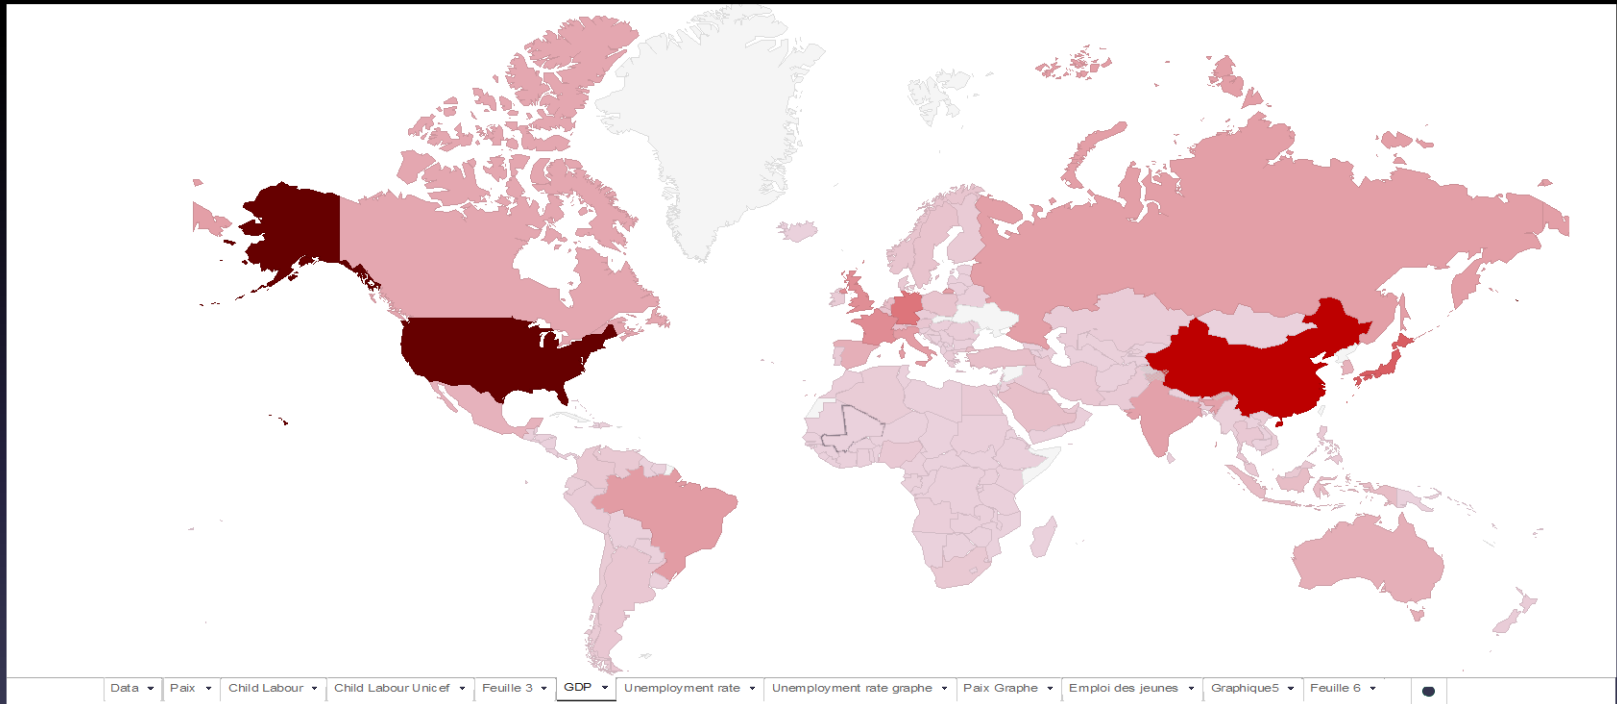 Data Paix Child Labour Child Labour Unicef Feuille 3 GDP Unemployment rate Unemployment rate graphe Paix Graphe Emploi des jeunes Graphique5 Feuille 6